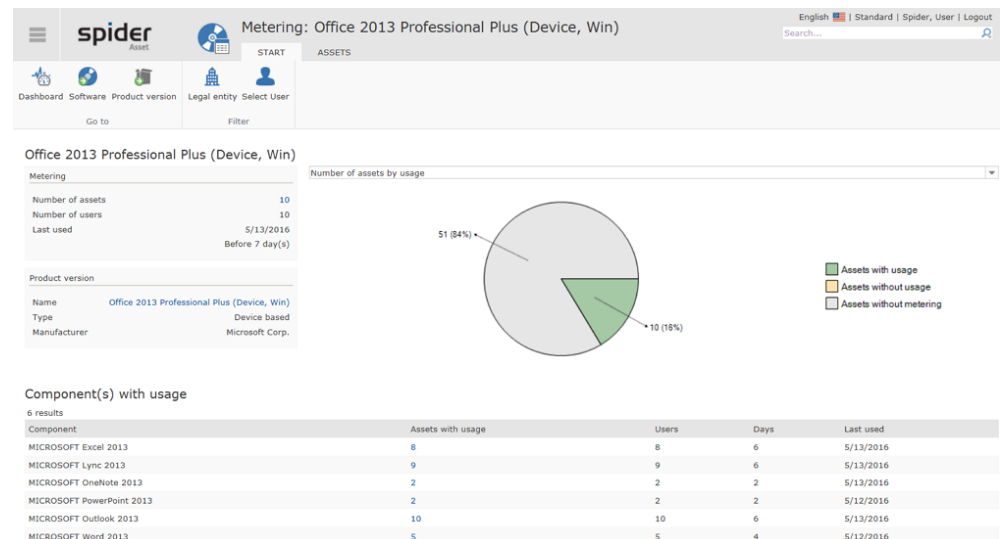 English | Standard | Spider, User | Logout
spider
Asset
Metering: Office 2013 Professional Plus (Device, Win)
Search...
START ASSETS
Dashboard Software Product version Legal entity Select User
Go to Filter
Office 2013 Professional Plus (Device, Win)
Metering
Number of assets 10
Number of users 10
Last used 5/13/2016
Before 7 day(s)
Product version
Name Office 2013 Professional Plus (Device, Win)
Type Device based
Manufacturer Microsoft Corp.
Number of assets by usage
51 (84%)
10 (16%)
Assets with usage
Assets without usage
Assets without metering
Component(s) with usage
6 results
Component Assets with usage Users Days Last used
MICROSOFT Excel 2013 8 8 6 5/13/2016
MICROSOFT Lync 2013 9 9 6 5/13/2016
MICROSOFT OneNote 2013 2 2 2 5/13/2016
MICROSOFT PowerPoint 2013 2 2 2 5/12/2016
MICROSOFT Outlook 2013 10 10 6 5/13/2016
MICROSOFT Word 2013 5 5 4 5/12/2016